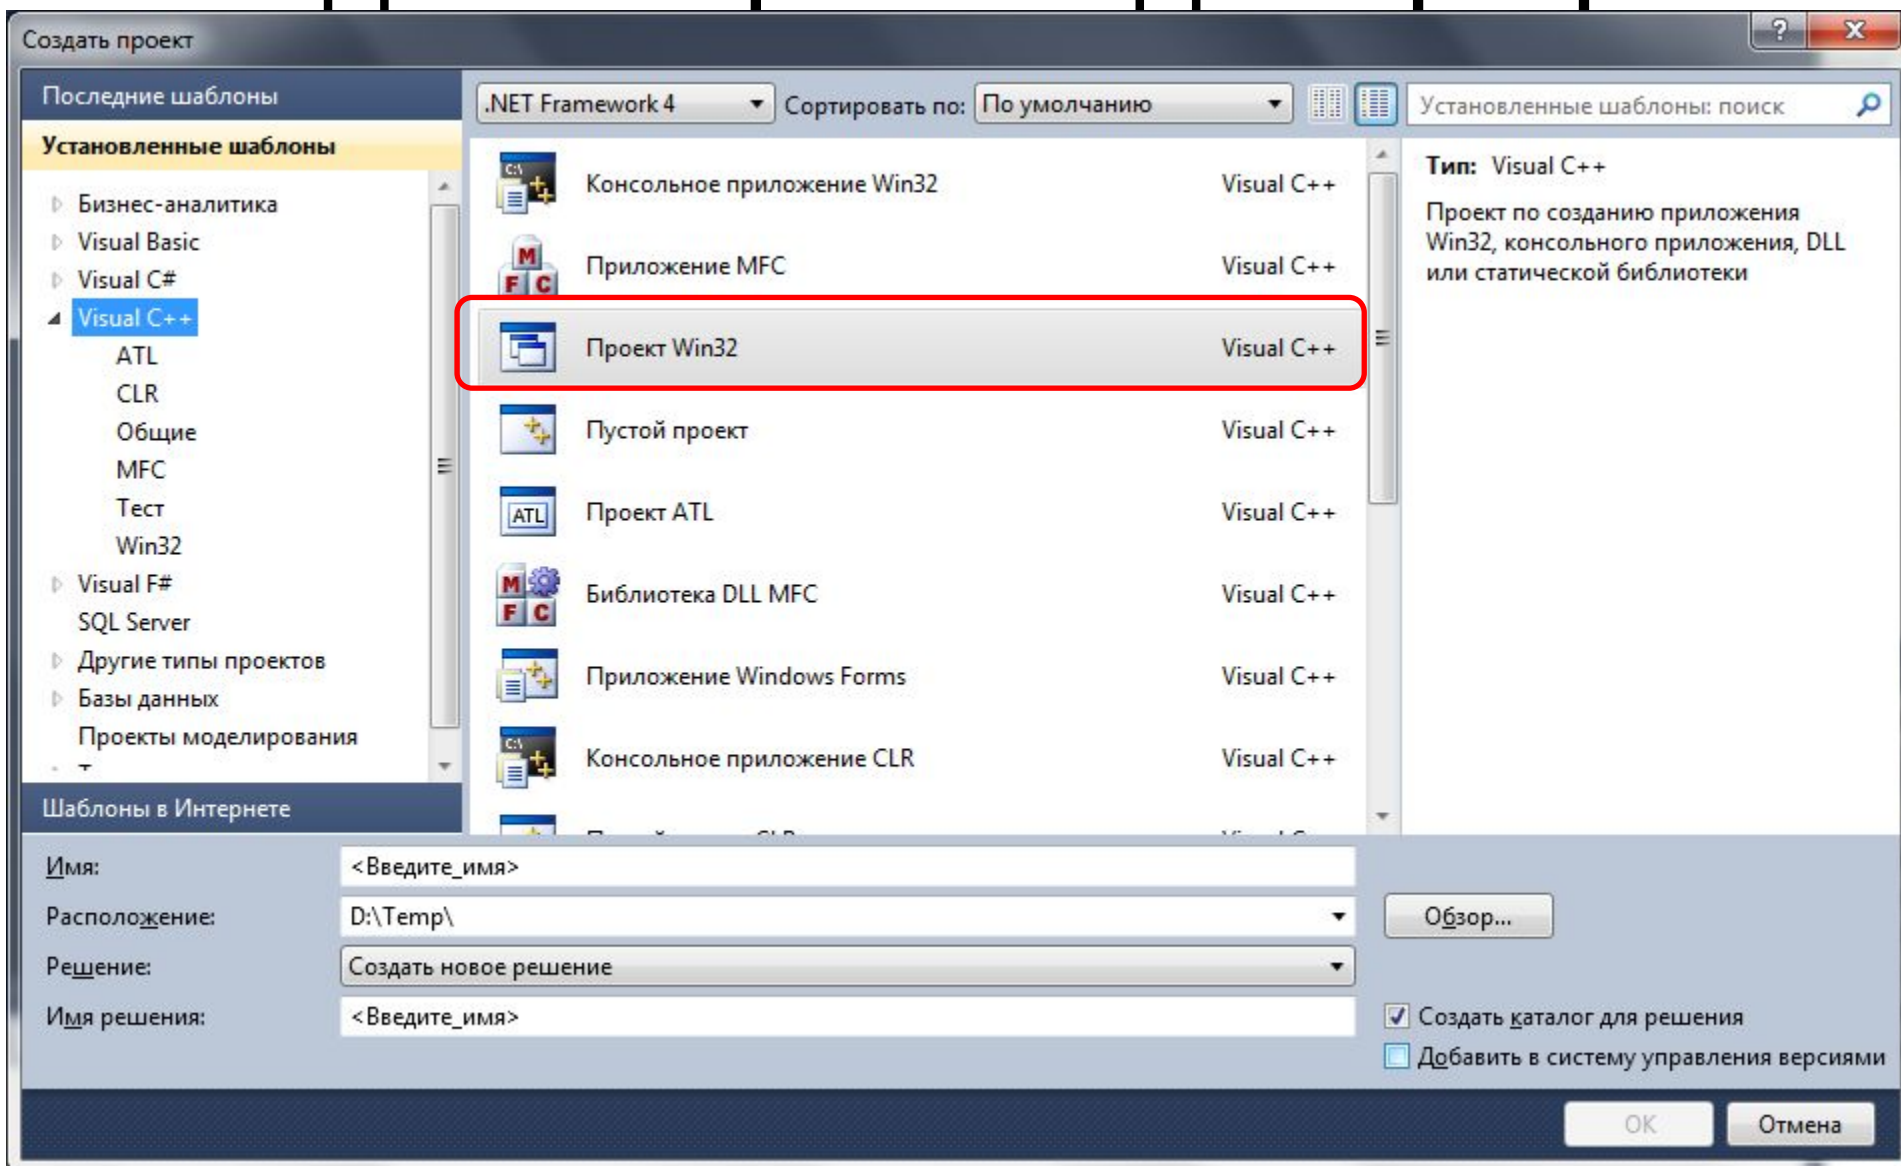 Создать проект
Последние шаблоны
Установленные шаблоны
Бизнес-аналитика
Visual Basic
Visual C#
Visual C++
ATL
CLR
Общие
MFC
Тест
Win32
Visual F#
SQL Server
Другие типы проектов
Базы данных
Проекты моделирования
Шаблоны в Интернете
.NET Framework 4 Сортировать по: По умолчанию Установленные шаблоны: поиск
Консольное приложение Win32 Visual C++
Приложение MFC Visual C++
Проект Win32 Visual C++
Пустой проект Visual C++
Проект ATL Visual C++
Библиотека DLL MFC Visual C++
Приложение Windows Forms Visual C++
Консольное приложение CLR Visual C++
Тип: Visual C++
Проект по созданию приложения
Win32, консольного приложения, DLL
или статической библиотеки
Имя: <Введите_имя>
Расположение: D:\Temp\ Обзор...
Решение: Создать новое решение
Имя решения: <Введите_имя>
Создать каталог для решения
Добавить в систему управления версиями
OK Отмена